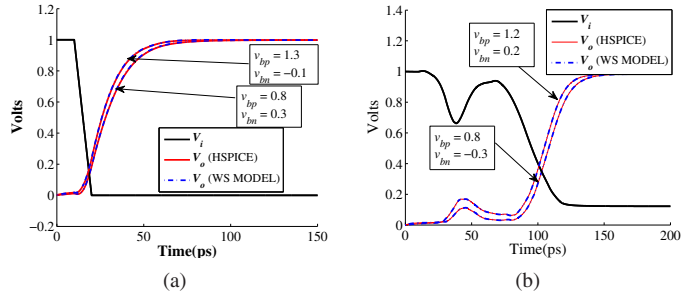 1.2
1
0.8
0.6
0.4
0.2
0
−0.2
Volts
v_bp = 1.3
v_bn = −0.1
v_bp = 0.8
v_bn = 0.3
V_i
V_o (HSPICE)
V_o (WS MODEL)
0 50 100 150
Time(ps)
(a)
1.4
1.2
1
0.8
0.6
0.4
0.2
0
Volts
v_bp = 1.2
v_bn = 0.2
V_i
V_o (HSPICE)
V_o (WS MODEL)
v_bp = 0.8
v_bn = −0.3
0 50 100 150 200
Time(ps)
(b)